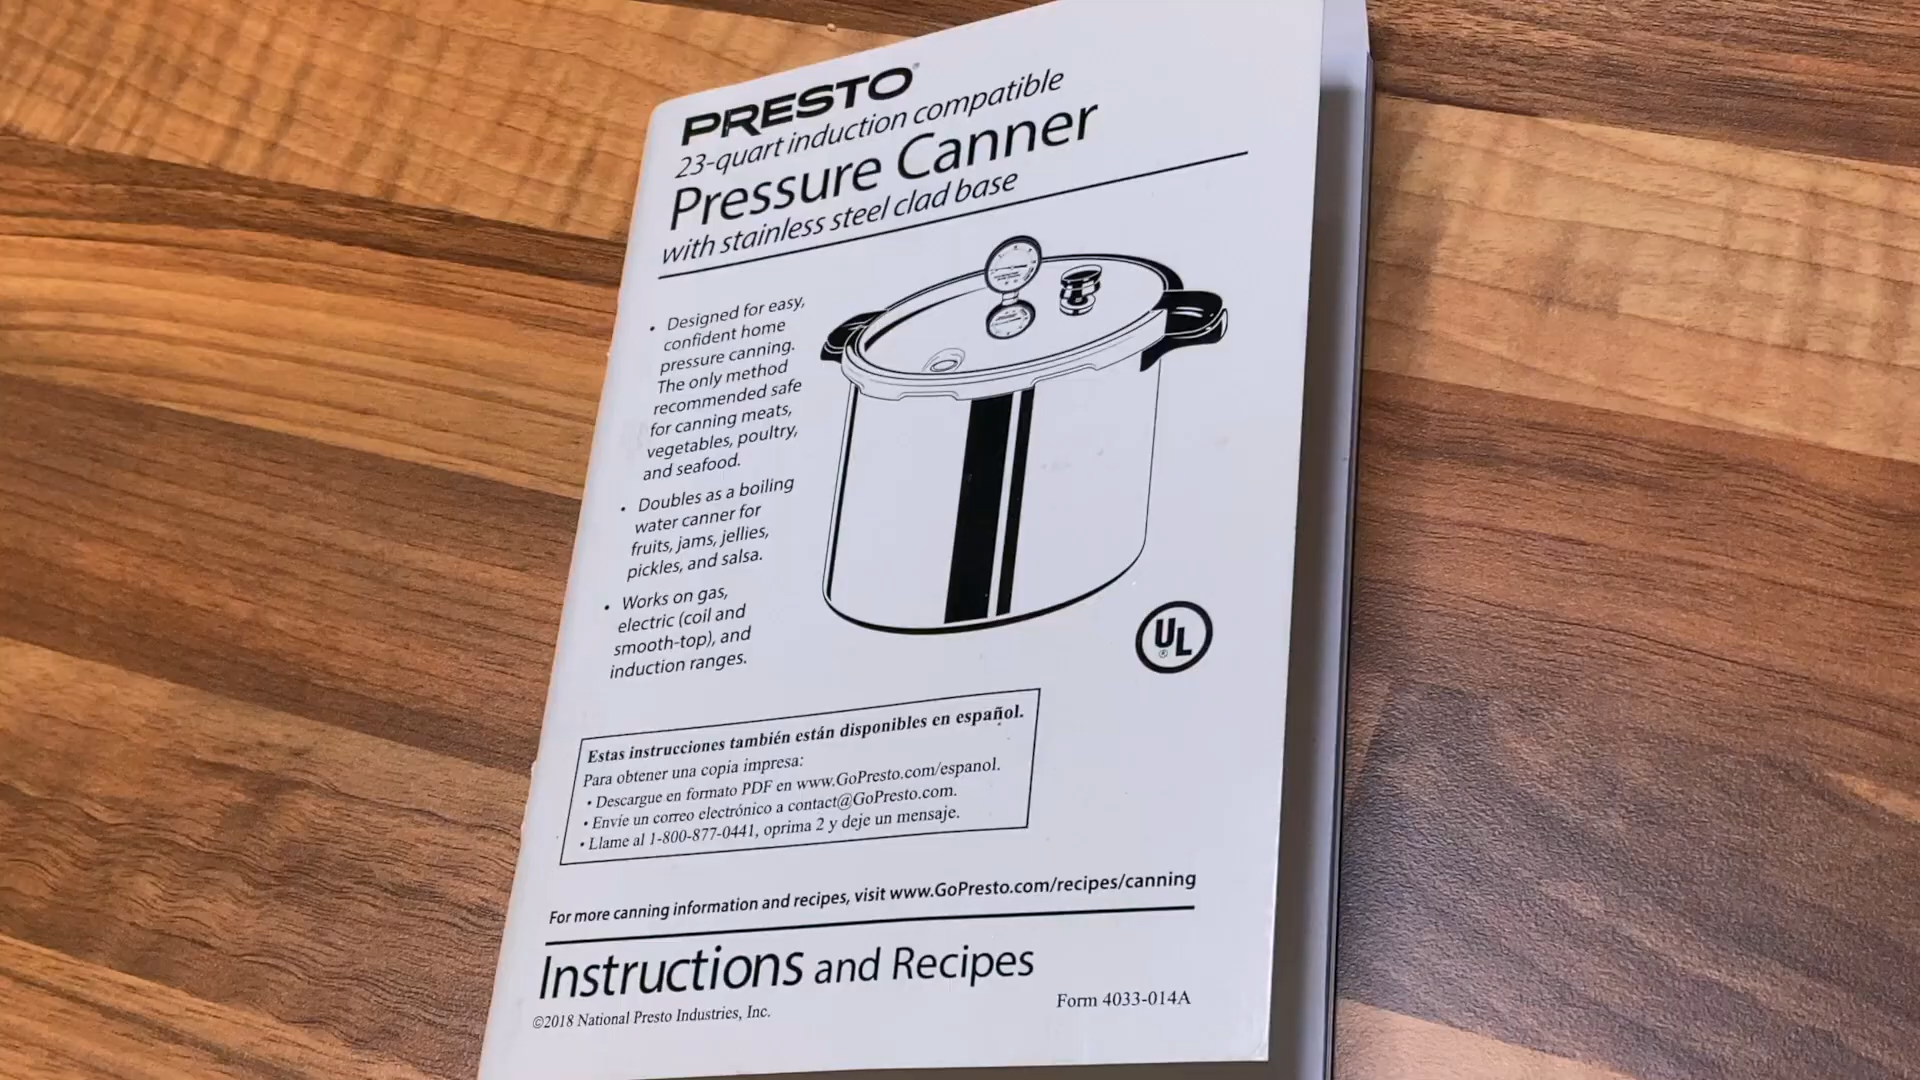 PRESTO®
23-quart induction compatible
Pressure Canner
with stainless steel clad base
• Designed for easy,
confident home
pressure canning.
The only method
recommended safe
for canning meats,
vegetables, poultry,
and seafood.
• Doubles as a boiling
water canner for
fruits, jams, jellies,
pickles, and salsa.
• Works on gas,
electric (coil and
smooth-top), and
induction ranges.
UL®
Estas instrucciones también están disponibles en español.
Para obtener una copia impresa:
• Descargue en formato PDF en www.GoPresto.com/espanol.
• Envíe un correo electrónico a contact@GoPresto.com.
• Llame al 1-800-877-0441, oprima 2 y deje un mensaje.
For more canning information and recipes, visit www.GoPresto.com/recipes/canning
Instructions and Recipes
©2018 National Presto Industries, Inc.
Form 4033-014A